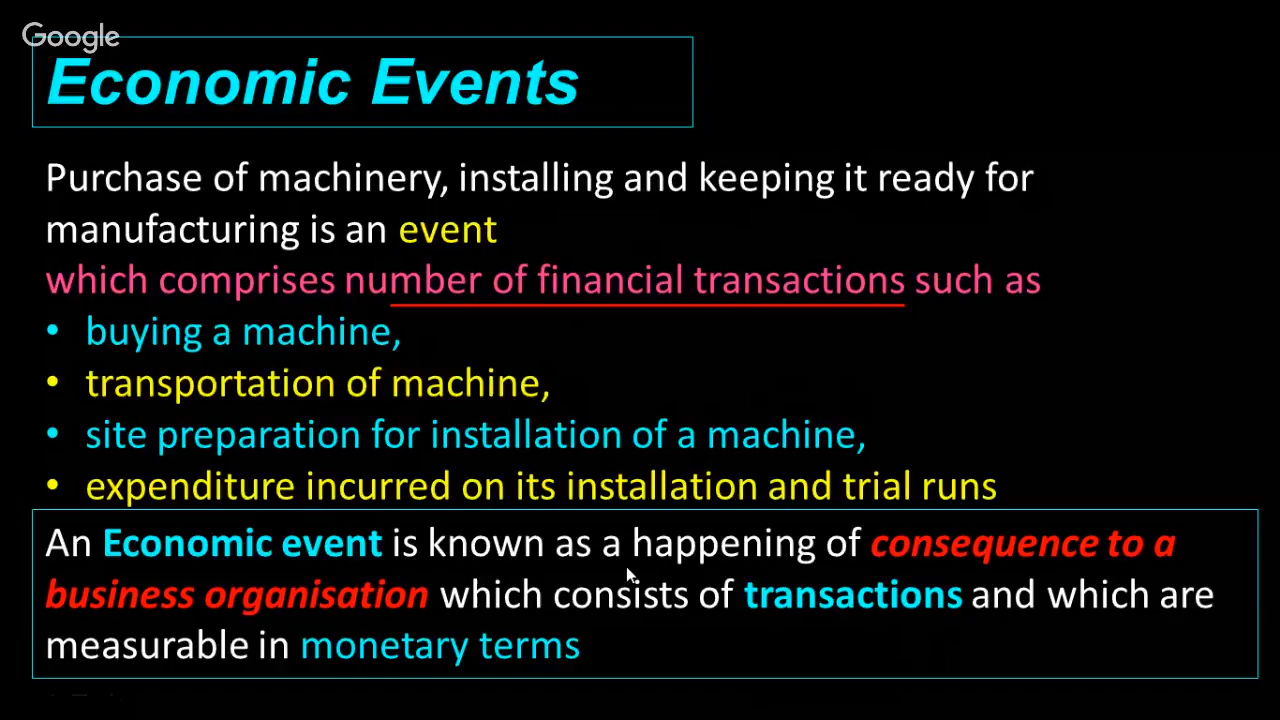 Google
Economic Events
Purchase of machinery, installing and keeping it ready for
manufacturing is an event
which comprises number of financial transactions such as
• buying a machine,
• transportation of machine,
• site preparation for installation of a machine,
• expenditure incurred on its installation and trial runs
An Economic event is known as a happening of consequence to a
business organisation which consists of transactions and which are
measurable in monetary terms